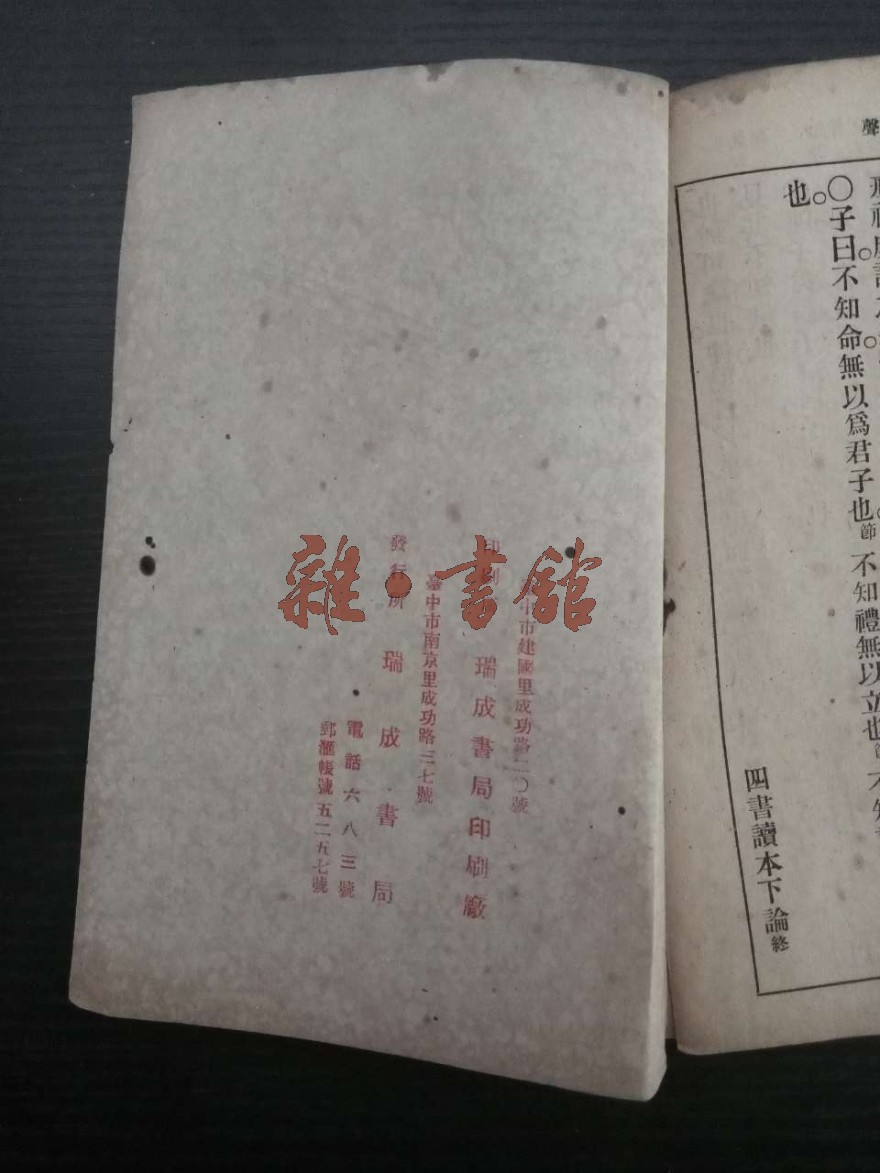 聲
〇子曰不知命無以爲君子也節不知禮無以立也
也。
四書讀本下論終
中市建國里成功路二〇號
印刷 瑞成書局印刷廠
臺中市南京里成功路三七號
發行所 瑞成書局
電話六八三號
郵滙帳號五二五七號
雜·書館